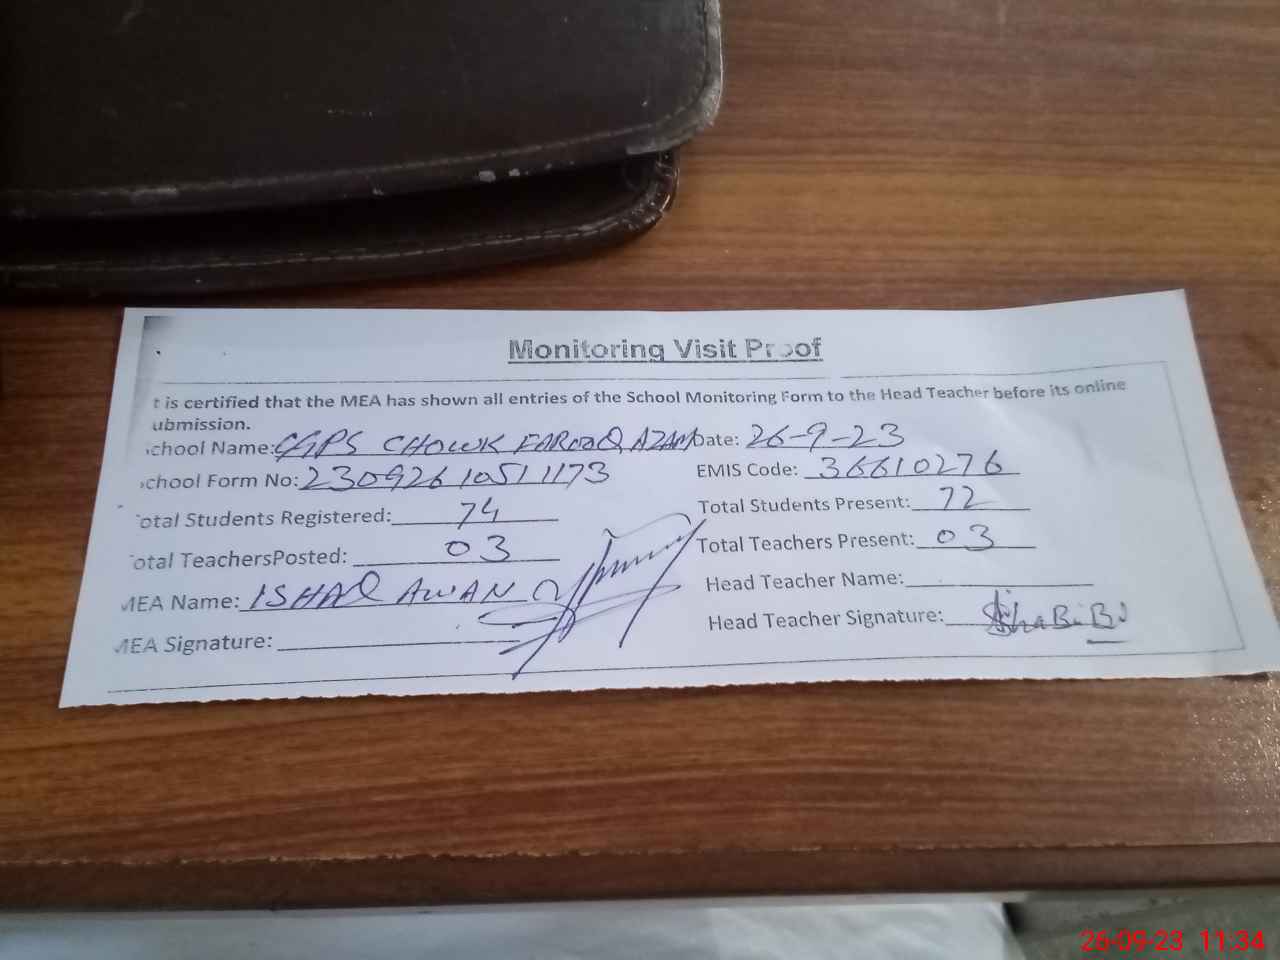 Monitoring Visit Proof
t is certified that the MEA has shown all entries of the School Monitoring Form to the Head Teacher before its online
ubmission.
chool Name: GGPS CHOWK FAROOQ AZAM Date: 26-9-23
chool Form No: 23092610511173 EMIS Code: 36610276
otal Students Registered: 74 Total Students Present: 72
otal TeachersPosted: 03 Total Teachers Present: 03
MEA Name: ISHAQ AWAN Head Teacher Name:
MEA Signature: Head Teacher Signature: AishaBiBi
26-09-23 11:34